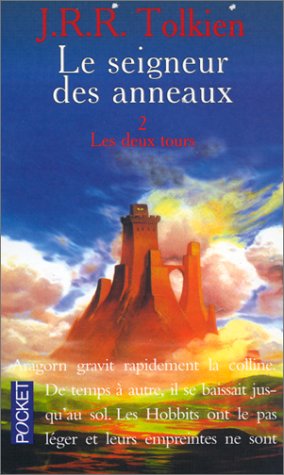 J.R.R. Tolkien
Le seigneur
des anneaux
2
Les deux tours
Aragorn gravit rapidement la colline.
De temps à autre, il se baissait jus-
qu'au sol. Les Hobbits ont le pas
léger et leurs empreintes ne sont
POCKET